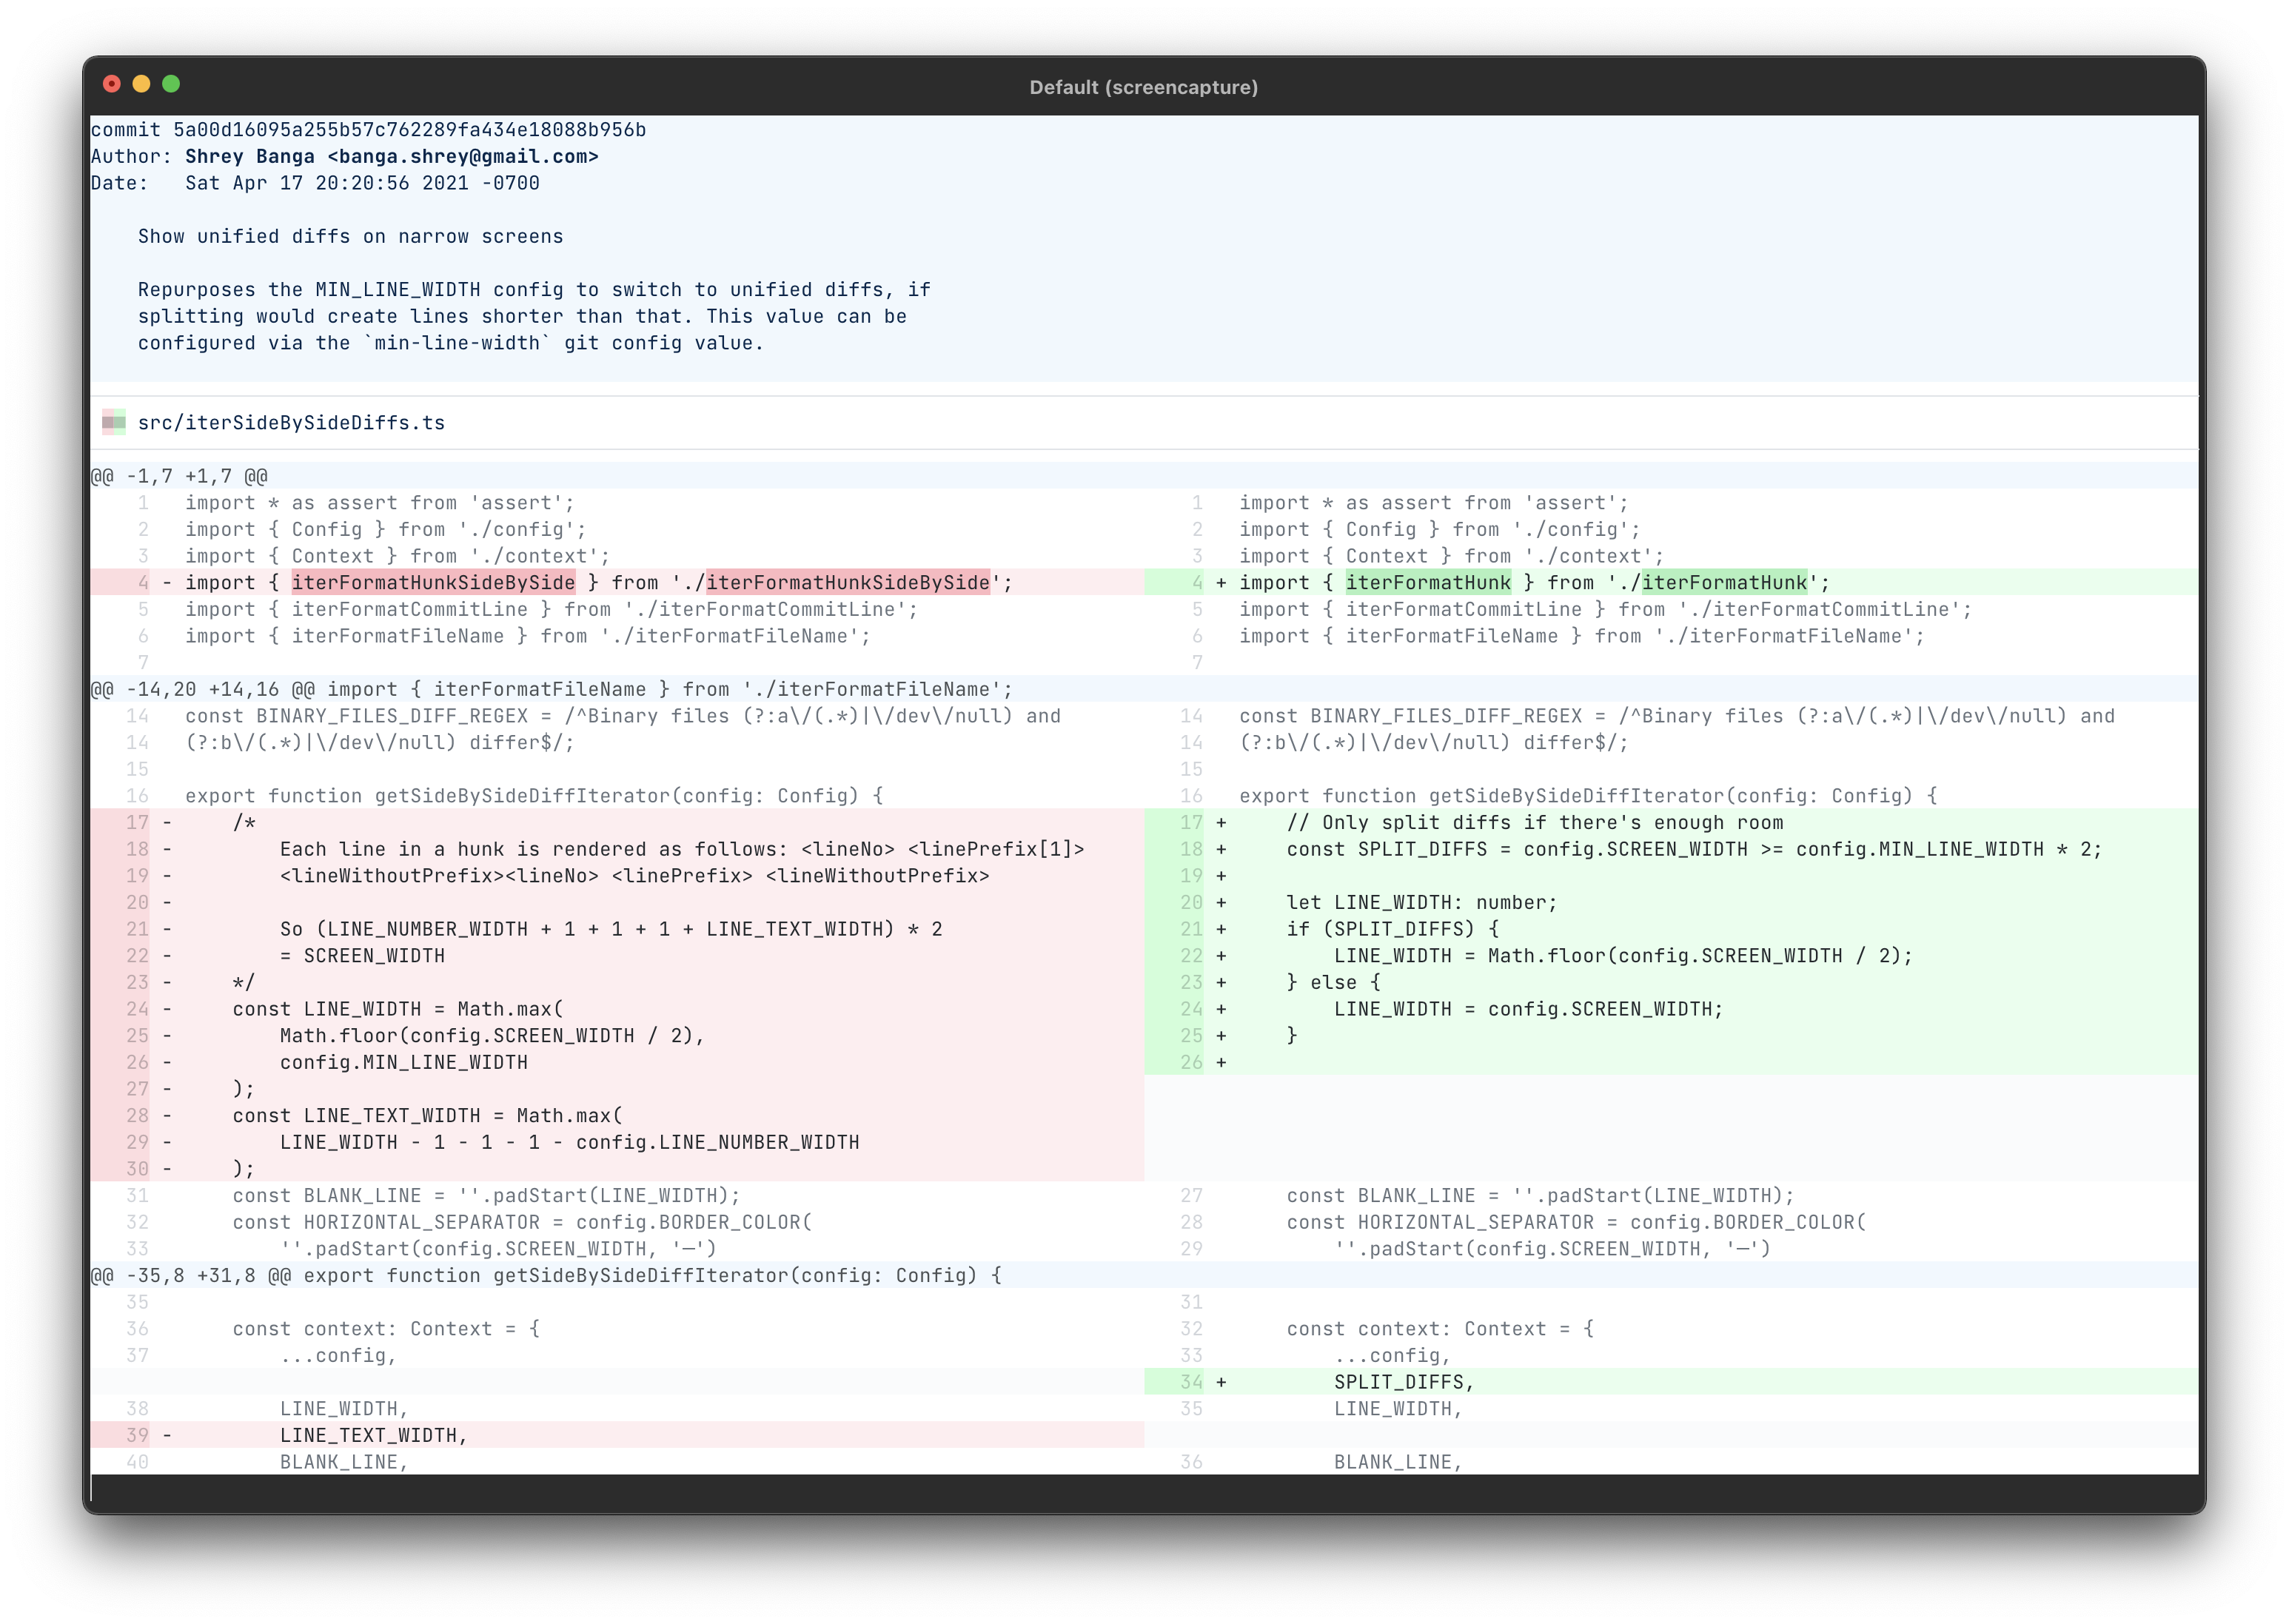 Default (screencapture)
commit 5a00d16095a255b57c762289fa434e18088b956b
Author: Shrey Banga <banga.shrey@gmail.com>
Date:   Sat Apr 17 20:20:56 2021 -0700
    Show unified diffs on narrow screens
    Repurposes the MIN_LINE_WIDTH config to switch to unified diffs, if
    splitting would create lines shorter than that. This value can be
    configured via the `min-line-width` git config value.
src/iterSideBySideDiffs.ts
@@ -1,7 +1,7 @@
1   import * as assert from 'assert';   1   import * as assert from 'assert';
2   import { Config } from './config';   2   import { Config } from './config';
3   import { Context } from './context';   3   import { Context } from './context';
4 - import { iterFormatHunkSideBySide } from './iterFormatHunkSideBySide';   4 + import { iterFormatHunk } from './iterFormatHunk';
5   import { iterFormatCommitLine } from './iterFormatCommitLine';   5   import { iterFormatCommitLine } from './iterFormatCommitLine';
6   import { iterFormatFileName } from './iterFormatFileName';   6   import { iterFormatFileName } from './iterFormatFileName';
7   7
@@ -14,20 +14,16 @@ import { iterFormatFileName } from './iterFormatFileName';
14   const BINARY_FILES_DIFF_REGEX = /^Binary files (?:a\/(.*)|\/dev\/null) and   14   const BINARY_FILES_DIFF_REGEX = /^Binary files (?:a\/(.*)|\/dev\/null) and
14   (?:b\/(.*)|\/dev\/null) differ$/;   14   (?:b\/(.*)|\/dev\/null) differ$/;
15   15
16   export function getSideBySideDiffIterator(config: Config) {   16   export function getSideBySideDiffIterator(config: Config) {
17 -     /*   17 +     // Only split diffs if there's enough room
18 -         Each line in a hunk is rendered as follows: <lineNo> <linePrefix[1]>   18 +     const SPLIT_DIFFS = config.SCREEN_WIDTH >= config.MIN_LINE_WIDTH * 2;
19 -         <lineWithoutPrefix><lineNo> <linePrefix> <lineWithoutPrefix>   19 +
20 -   20 +     let LINE_WIDTH: number;
21 -         So (LINE_NUMBER_WIDTH + 1 + 1 + 1 + LINE_TEXT_WIDTH) * 2   21 +     if (SPLIT_DIFFS) {
22 -         = SCREEN_WIDTH   22 +         LINE_WIDTH = Math.floor(config.SCREEN_WIDTH / 2);
23 -     */   23 +     } else {
24 -     const LINE_WIDTH = Math.max(   24 +         LINE_WIDTH = config.SCREEN_WIDTH;
25 -         Math.floor(config.SCREEN_WIDTH / 2),   25 +     }
26 -         config.MIN_LINE_WIDTH   26 +
27 -     );
28 -     const LINE_TEXT_WIDTH = Math.max(
29 -         LINE_WIDTH - 1 - 1 - 1 - config.LINE_NUMBER_WIDTH
30 -     );
31       const BLANK_LINE = ''.padStart(LINE_WIDTH);   27       const BLANK_LINE = ''.padStart(LINE_WIDTH);
32       const HORIZONTAL_SEPARATOR = config.BORDER_COLOR(   28       const HORIZONTAL_SEPARATOR = config.BORDER_COLOR(
33           ''.padStart(config.SCREEN_WIDTH, '─')   29           ''.padStart(config.SCREEN_WIDTH, '─')
@@ -35,8 +31,8 @@ export function getSideBySideDiffIterator(config: Config) {
35   31
36       const context: Context = {   32       const context: Context = {
37           ...config,   33           ...config,
34 +         SPLIT_DIFFS,
38           LINE_WIDTH,   35           LINE_WIDTH,
39 -         LINE_TEXT_WIDTH,
40           BLANK_LINE,   36           BLANK_LINE,